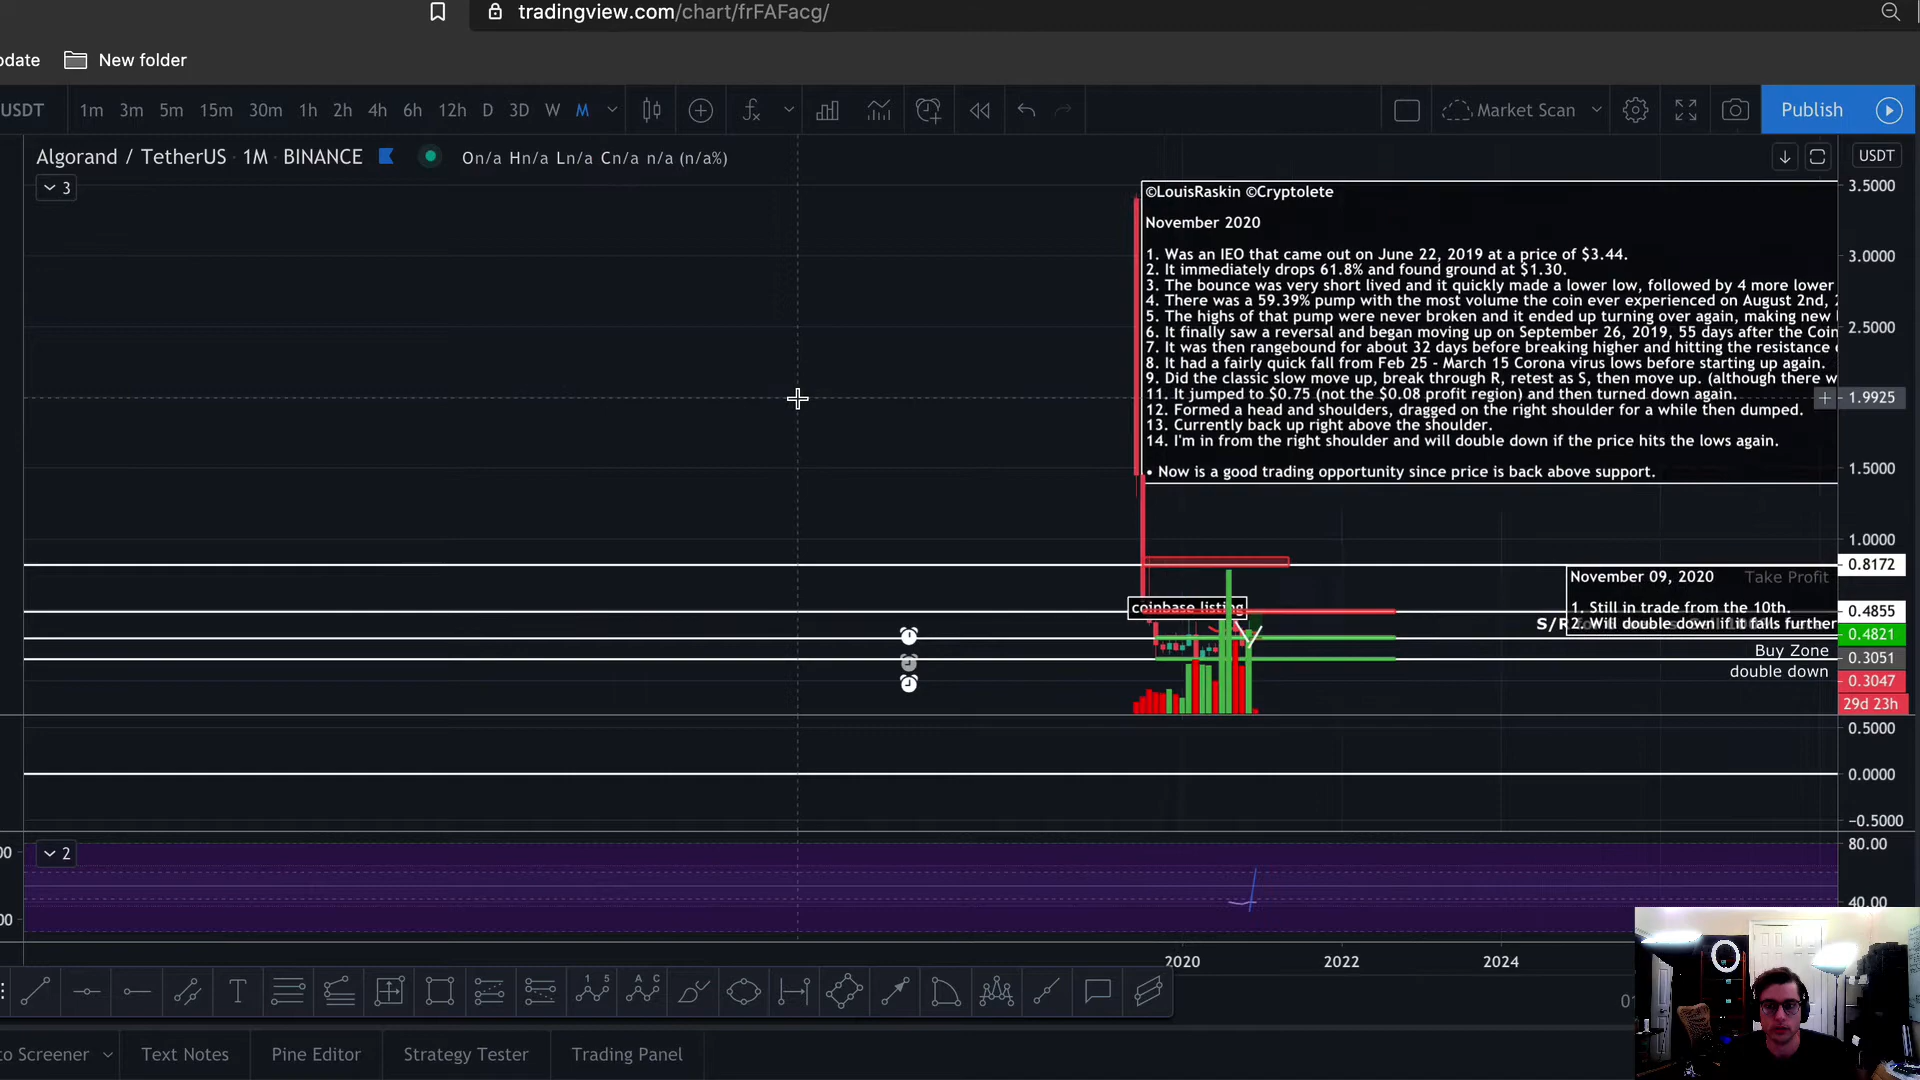 tradingview.com/chart/frFAFacg/
pdate New folder
USDT 1m 3m 5m 15m 30m 1h 2h 4h 6h 12h D 3D W M Market Scan Publish
Algorand / TetherUS · 1M · BINANCE On/a Hn/a Ln/a Cn/a n/a (n/a%) USDT
3
3.5000
©LouisRaskin ©Cryptolete
November 2020
1. Was an IEO that came out on June 22, 2019 at a price of $3.44.
3.0000
2. It immediately drops 61.8% and found ground at $1.30.
3. The bounce was very short lived and it quickly made a lower low, followed by 4 more lower
4. There was a 59.39% pump with the most volume the coin ever experienced on August 2nd, 2
5. The highs of that pump were never broken and it ended up turning over again, making new l
2.5000
6. It finally saw a reversal and began moving up on September 26, 2019, 55 days after the Coin
7. It was then rangebound for about 32 days before breaking higher and hitting the resistance
8. It had a fairly quick fall from Feb 25 - March 15 Corona virus lows before starting up again.
9. Did the classic slow move up, break through R, retest as S, then move up. (although there w
11. It jumped to $0.75 (not the $0.08 profit region) and then turned down again.
1.9925
12. Formed a head and shoulders, dragged on the right shoulder for a while then dumped.
13. Currently back up right above the shoulder.
14. I'm in from the right shoulder and will double down if the price hits the lows again.
• Now is a good trading opportunity since price is back above support.
1.5000
1.0000
0.8172
November 09, 2020 Take Profit
coinbase listing
1. Still in trade from the 10th.
0.4855
S/R
2. Will double down if it falls further
0.4821
Buy Zone
0.3051
double down
0.3047
29d 23h
0.5000
0.0000
-0.5000
00 2 80.00
00 40.00
2020 2022 2024
01
to Screener Text Notes Pine Editor Strategy Tester Trading Panel